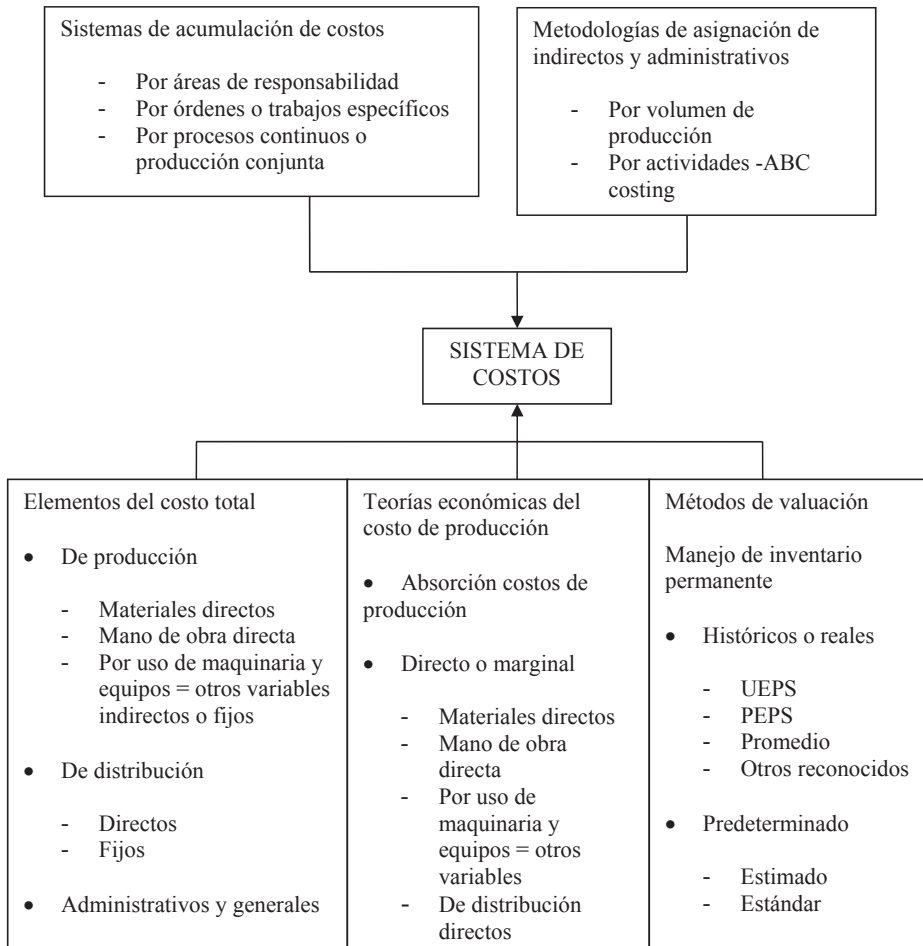 Sistemas de acumulación de costos
- Por áreas de responsabilidad
- Por órdenes o trabajos específicos
- Por procesos continuos o
producción conjunta
Metodologías de asignación de
indirectos y administrativos
- Por volumen de
producción
- Por actividades -ABC
costing
SISTEMA DE
COSTOS
Elementos del costo total
• De producción
- Materiales directos
- Mano de obra directa
- Por uso de maquinaria y
equipos = otros variables
indirectos o fijos
• De distribución
- Directos
- Fijos
• Administrativos y generales
Teorías económicas del
costo de producción
• Absorción costos de
producción
• Directo o marginal
- Materiales directos
- Mano de obra
directa
- Por uso de
maquinaria y
equipos = otros
variables
- De distribución
directos
Métodos de valuación
Manejo de inventario
permanente
• Históricos o reales
- UEPS
- PEPS
- Promedio
- Otros reconocidos
• Predeterminado
- Estimado
- Estándar